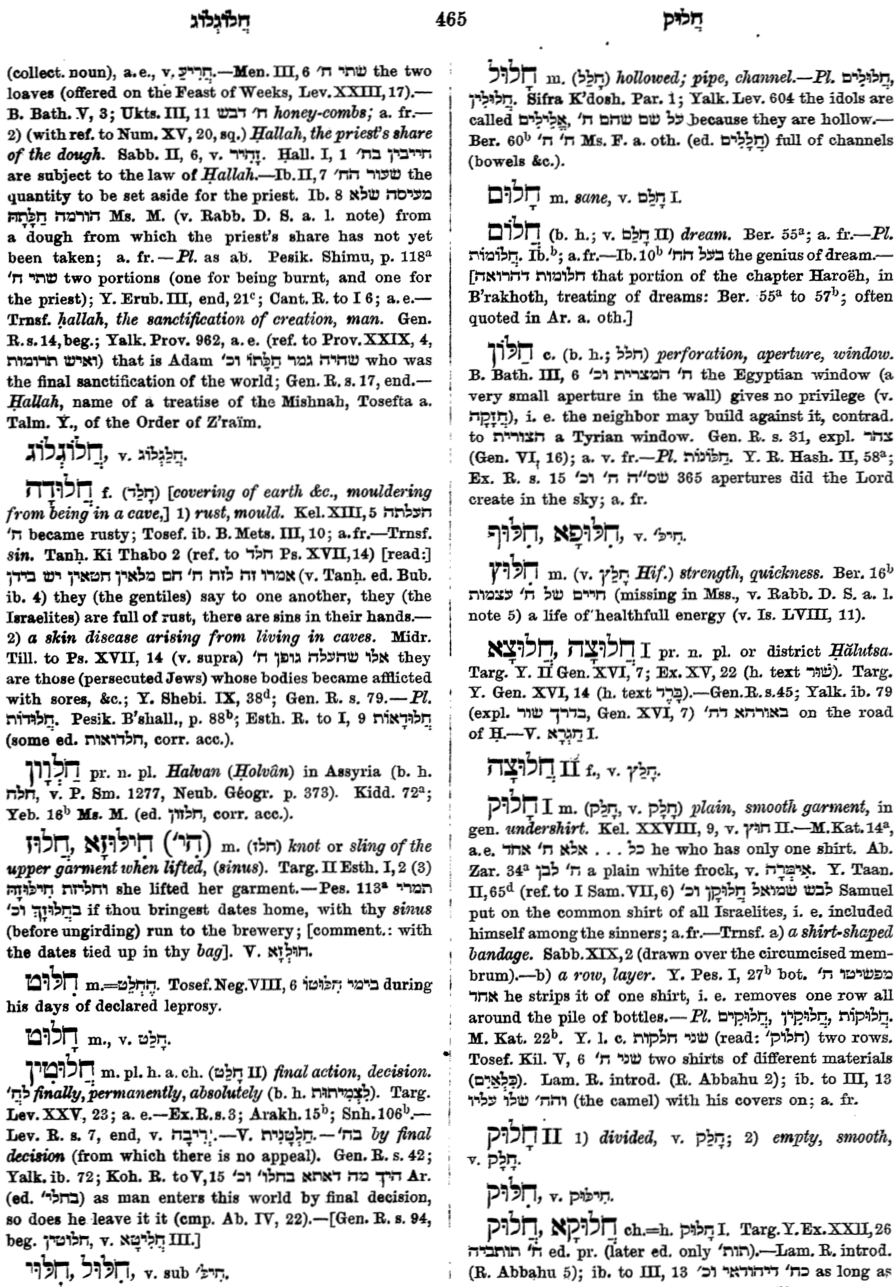 חֲלוֹגְלוֹג 465 חָלוּק
(collect. noun), a. e., v. חָרִיעַ.—Men. III, 6 שתי ח' the two
loaves (offered on the Feast of Weeks, Lev. XXIII, 17).—
B. Bath. V, 3; Ukts. III, 11 ח' דבש honey-combs; a. fr.—
2) (with ref. to Num. XV, 20, sq.) Ḥallah, the priest's share
of the dough. Sabb. II, 6, v. זָהִיר. Ḥall. I, 1 חייבין בח'
are subject to the law of Ḥallah.—Ib. II, 7 שעור הח' the
quantity to be set aside for the priest. Ib. 8 מעיסה שלא
הורמה חַלָּתָהּ Ms. M. (v. Rabb. D. S. a. l. note) from
a dough from which the priest's share has not yet
been taken; a. fr.—Pl. as ab. Pesik. Shimu, p. 118ᵃ
שתי ח' two portions (one for being burnt, and one for
the priest); Y. Erub. III, end, 21ᶜ; Cant. R. to I 6; a. e.—
Trnsf. ḥallah, the sanctification of creation, man. Gen.
R. s. 14, beg.; Yalk. Prov. 962, a. e. (ref. to Prov. XXIX, 4,
ואיש תרומות) that is Adam שהיה גמר חַלָּתוֹ וכ' who was
the final sanctification of the world; Gen. R. s. 17, end.—
Ḥallah, name of a treatise of the Mishnah, Tosefta a.
Talm. Y., of the Order of Z'raïm.
חֲלוֹגְלוֹג, v. חֲלַגְלוֹג.
חֲלוּדָה f. (חָלַד) [covering of earth &c., mouldering
from being in a cave,] 1) rust, mould. Kel. XIII, 5 העלתה
ח' became rusty; Tosef. ib. B. Mets. III, 10; a. fr.—Trnsf.
sin. Tanḥ. Ki Thabo 2 (ref. to חלד Ps. XVII, 14) [read:]
אמרו זה לזה ח' הם מלאין חטאין יש בידן (v. Tanḥ. ed. Bub.
ib. 4) they (the gentiles) say to one another, they (the
Israelites) are full of rust, there are sins in their hands.—
2) a skin disease arising from living in caves. Midr.
Till. to Ps. XVII, 14 (v. supra) אלו שהעלה גופן ח' they
are those (persecuted Jews) whose bodies became afflicted
with sores, &c.; Y. Shebi. IX, 38ᵈ; Gen. R. s. 79.—Pl.
חֲלוּדוֹת. Pesik. B'shall., p. 88ᵇ; Esth. R. to I, 9 חֲלוּדָאוֹת
(some ed. חלדואות, corr. acc.).
חַלְוָון pr. n. pl. Ḥalvan (Ḥolvân) in Assyria (b. h.
חלח, v. P. Sm. 1277, Neub. Géogr. p. 373). Kidd. 72ᵃ;
Yeb. 16ᵇ Ms. M. (ed. חלזון, corr. acc.).
חֲלוֹז, חִילּוּזָא (חִי') m. (חלז) knot or sling of the
upper garment when lifted, (sinus). Targ. II Esth. I, 2 (3)
וחליזת חִילּוּזָהּ she lifted her garment.—Pes. 113ᵃ תמרי
בחֲלוּזָךְ וכ' if thou bringest dates home, with thy sinus
(before ungirding) run to the brewery; [comment.: with
the dates tied up in thy bag]. V. חוּלְזָא.
חִלּוּט m.=הֶחְלֵט. Tosef. Neg. VIII, 6 בימי חִלּוּטוֹ during
his days of declared leprosy.
חָלוּט m., v. חָלַט.
חֲלוּטִין m. pl. h. a. ch. (חָלַט II) final action, decision.
לַחֲ' finally, permanently, absolutely (b. h. לַצְּמִיתוּת). Targ.
Lev. XXV, 23; a. e.—Ex. R. s. 3; Arakh. 15ᵇ; Snh. 106ᵇ.—
Lev. R. s. 7, end, v. יְרִיבָה.—V. חֲלָטָנִית.—בח' by final
decision (from which there is no appeal). Gen. R. s. 42;
Yalk. ib. 72; Koh. R. to V, 15 היך מה דאתא בחלו' וכ' Ar.
(ed. בחלי') as man enters this world by final decision,
so does he leave it it (cmp. Ab. IV, 22).—[Gen. R. s. 94,
beg. חלוטין, v. חֲלִיטָא III.]
חִלּוּל, חִלּוּי, v. sub חִילּ'.
חָלוּל m. (חלל) hollowed; pipe, channel.—Pl. חֲלוּלִים,
חֲלוּלִין. Sifra K'dosh. Par. 1; Yalk. Lev. 604 the idols are
called אֱלִילִים, על שם שהם ח' because they are hollow.—
Ber. 60ᵇ ח' ח' Ms. F. a. oth. (ed. חֲלָלִים) full of channels
(bowels &c.).
חָלוּם m. sane, v. חָלַם I.
חֲלוֹם (b. h.; v. חָלַם II) dream. Ber. 55ᵃ; a. fr.—Pl.
חֲלוֹמוֹת. Ib.ᵇ; a. fr.—Ib. 10ᵇ בעל הח' the genius of dream.—
[חלומות דהרואה that portion of the chapter Haroëh, in
B'rakhoth, treating of dreams: Ber. 55ᵃ to 57ᵇ; often
quoted in Ar. a. oth.]
חַלּוֹן c. (b. h.; חלל) perforation, aperture, window.
B. Bath. III, 6 ח' המצרית וכ' the Egyptian window (a
very small aperture in the wall) gives no privilege (v.
חֲזָקָה), i. e. the neighbor may build against it, contrad.
to הצורית a Tyrian window. Gen. R. s. 31, expl. צהר
(Gen. VI, 16); a. v. fr.—Pl. חַלּוֹנוֹת. Y. R. Hash. II, 58ᵃ;
Ex. R. s. 15 שס״ה ח' וכ' 365 apertures did the Lord
create in the sky; a. fr.
חִלּוּף, חִלּוּפָא, v. חִילּ'.
חִלּוּץ m. (v. חָלַץ Hif.) strength, quickness. Ber. 16ᵇ
חיים של ח' עצמות (missing in Mss., v. Rabb. D. S. a. l.
note 5) a life of healthfull energy (v. Is. LVIII, 11).
חֲלוּצָה, חֲלוּצָא I pr. n. pl. or district Ḥălutsa.
Targ. Y. II Gen. XVI, 7; Ex. XV, 22 (h. text שׁוּר). Targ.
Y. Gen. XVI, 14 (h. text בָּרֶד).—Gen. R. s. 45; Yalk. ib. 79
(expl. בדרך שור, Gen. XVI, 7) באורחא דח' on the road
of Ḥ.—V. חַגְרָא I.
חֲלוּצָה II f., v. חָלַץ.
חָלוּק I m. (חָלַק, v. חָלָק) plain, smooth garment, in
gen. undershirt. Kel. XXVIII, 9, v. חוּץ II.—M. Kat. 14ᵃ,
a. e. כל . . . אלא ח' אחד he who has only one shirt. Ab.
Zar. 34ᵃ ח' לבן a plain white frock, v. אִימְרָה. Y. Taan.
II, 65ᵈ (ref. to I Sam. VII, 6) לבש שמואל חֲלוּקָן וכ' Samuel
put on the common shirt of all Israelites, i. e. included
himself among the sinners; a. fr.—Trnsf. a) a shirt-shaped
bandage. Sabb. XIX, 2 (drawn over the circumcised mem-
brum).—b) a row, layer. Y. Pes. I, 27ᵇ bot. מפשיטו ח'
אחד he strips it of one shirt, i. e. removes one row all
around the pile of bottles.—Pl. חֲלוּקִים, חֲלוּקִין, חֲלוּקוֹת.
M. Kat. 22ᵇ. Y. l. c. שני חלקות (read: חלוק') two rows.
Tosef. Kil. V, 6 שני ח' two shirts of different materials
(כִּלְאַיִם). Lam. R. introd. (R. Abbahu 2); ib. to III, 13
והח' שלו עליו (the camel) with his covers on; a. fr.
חָלוּק II 1) divided, v. חָלַק; 2) empty, smooth,
v. חָלָק.
חִלּוּק, v. חִילּוּק.
חָלוּק, חֲלוּקָא ch.=h. חָלוּק I. Targ. Y. Ex. XXII, 26
ח' תותביה ed. pr. (later ed. only תות').—Lam. R. introd.
(R. Abbahu 5); ib. to III, 13 כח' דיהודאי וכ' as long as